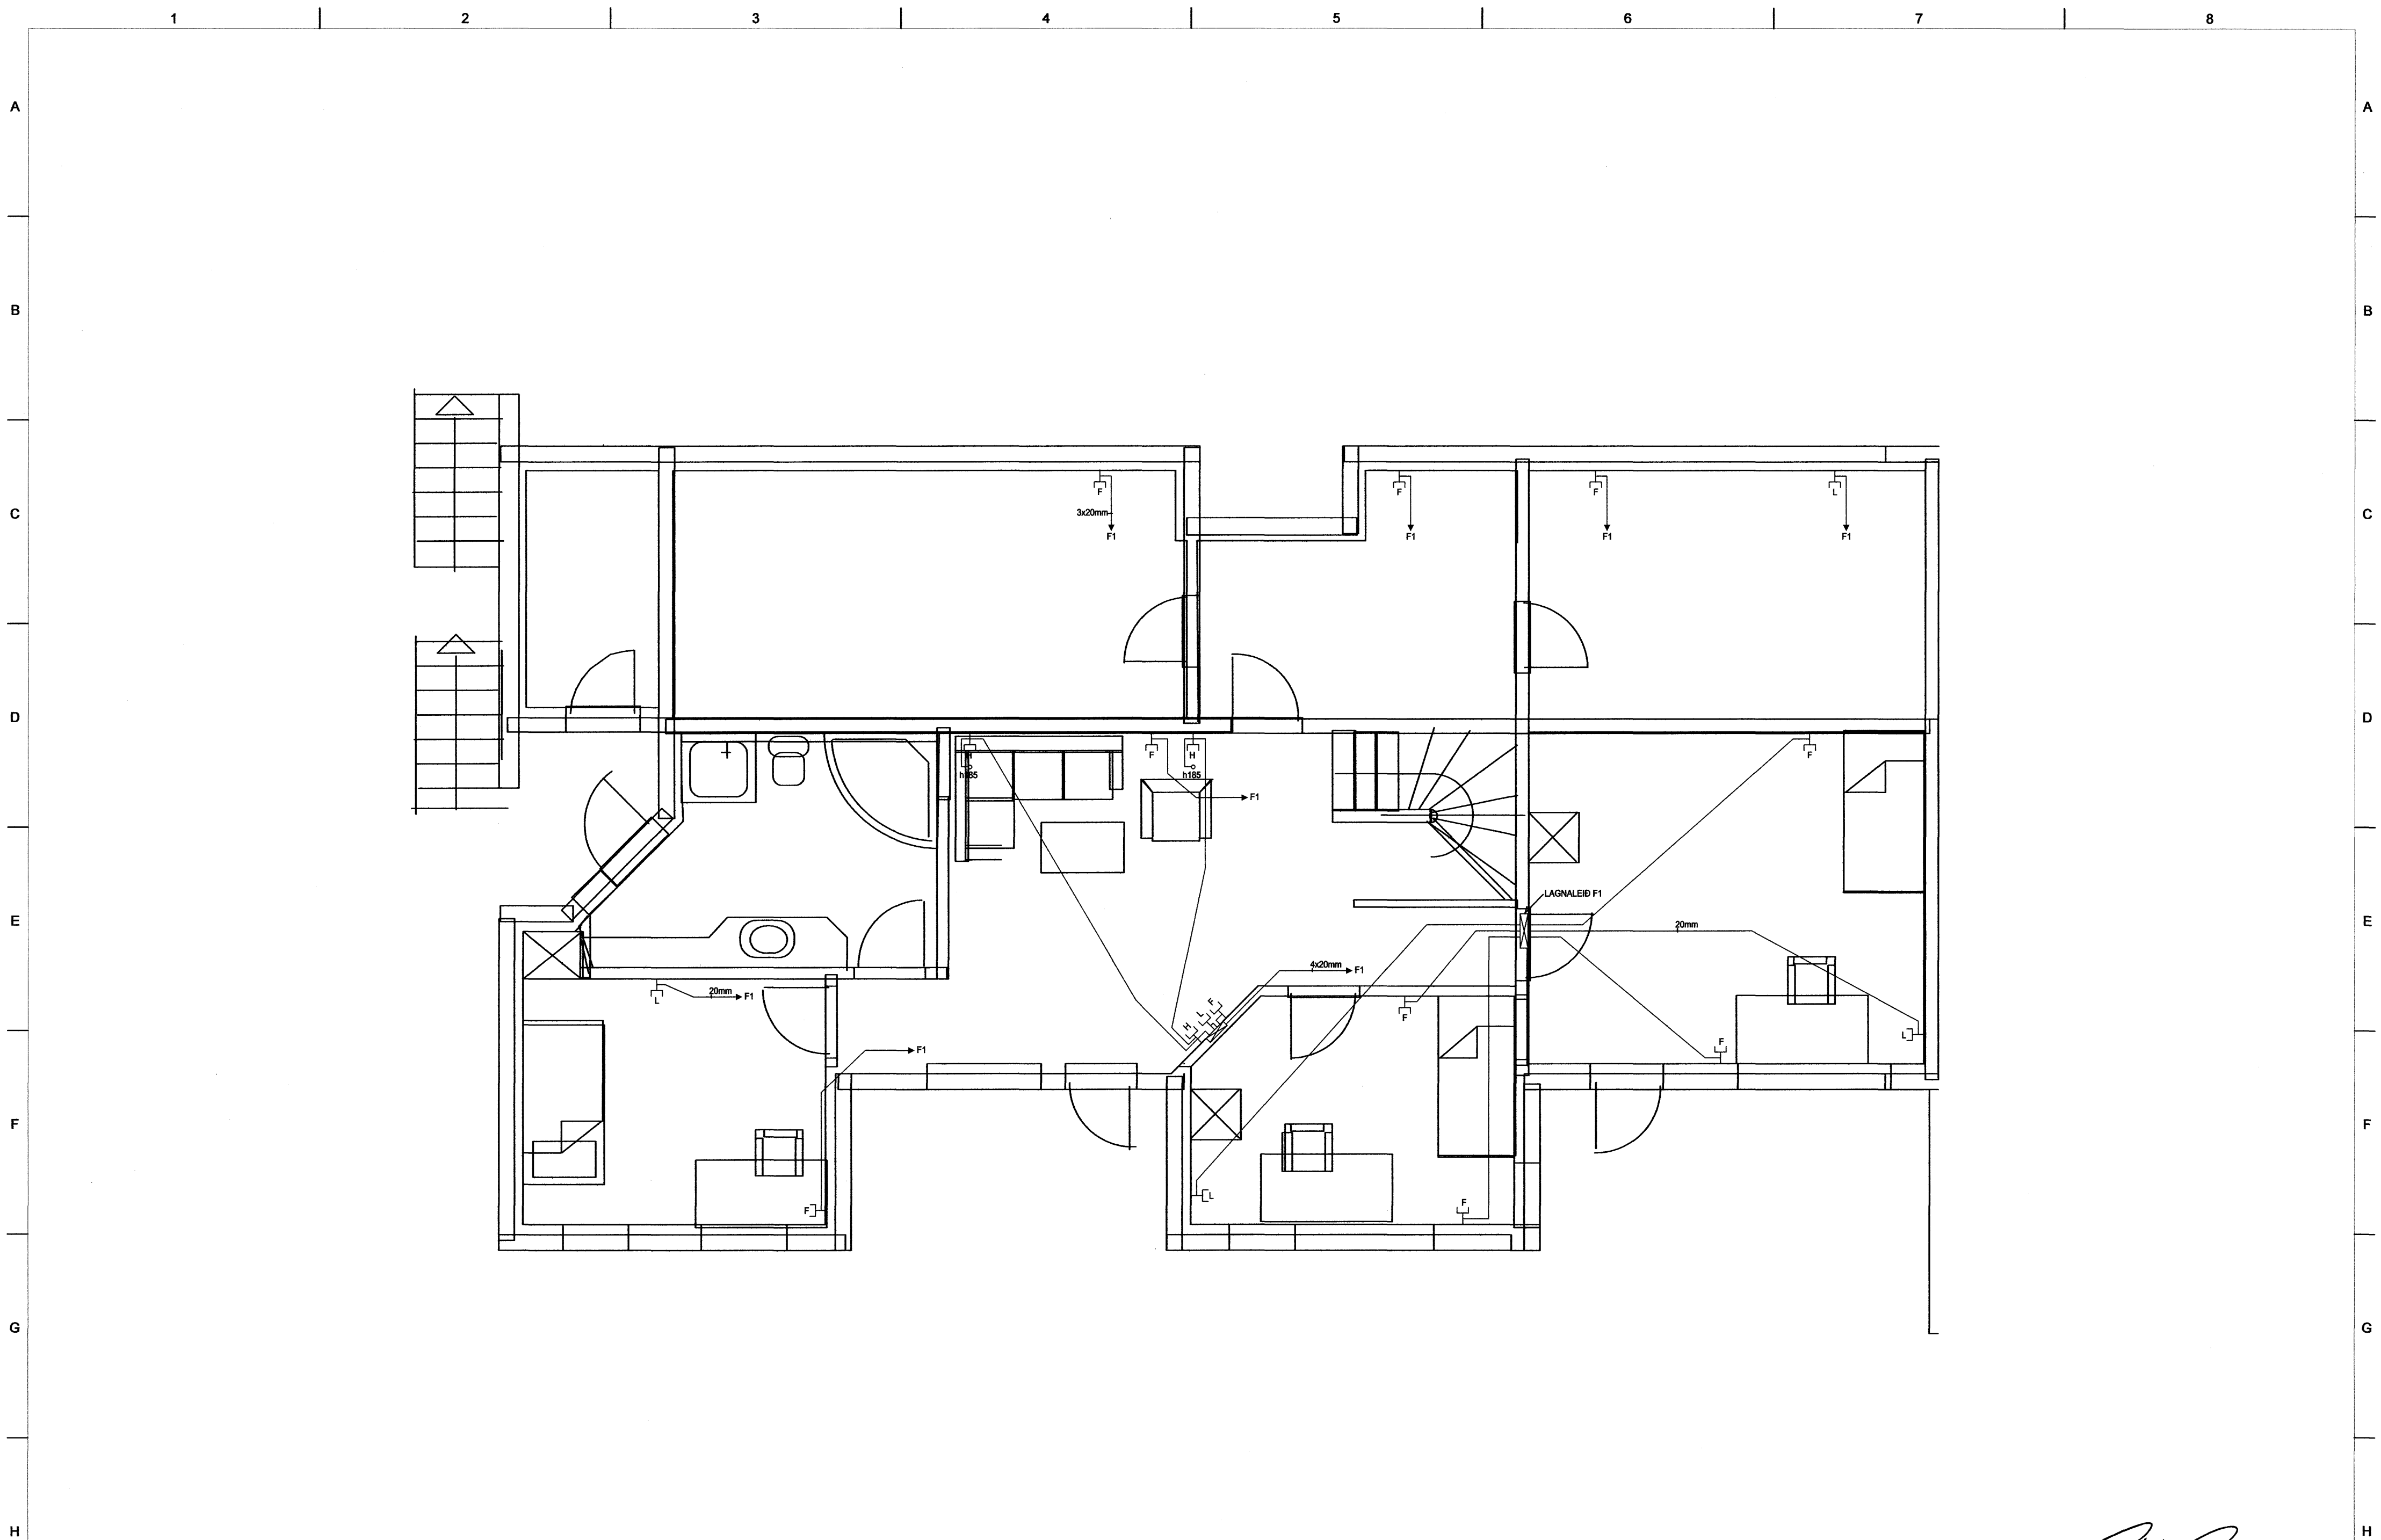 1 2 3 4 5 6 7 8
A A
B B
F F F L
C 3x20mm C
F1 F1 F1 F1
D D
H F H F
h185 h185
F1
LAGNALEIÐ F1
E 20mm E
4x20mm F1
L 20mm F1
F
L F
H h L
F1 F
F F
L
F F L
G G
H H